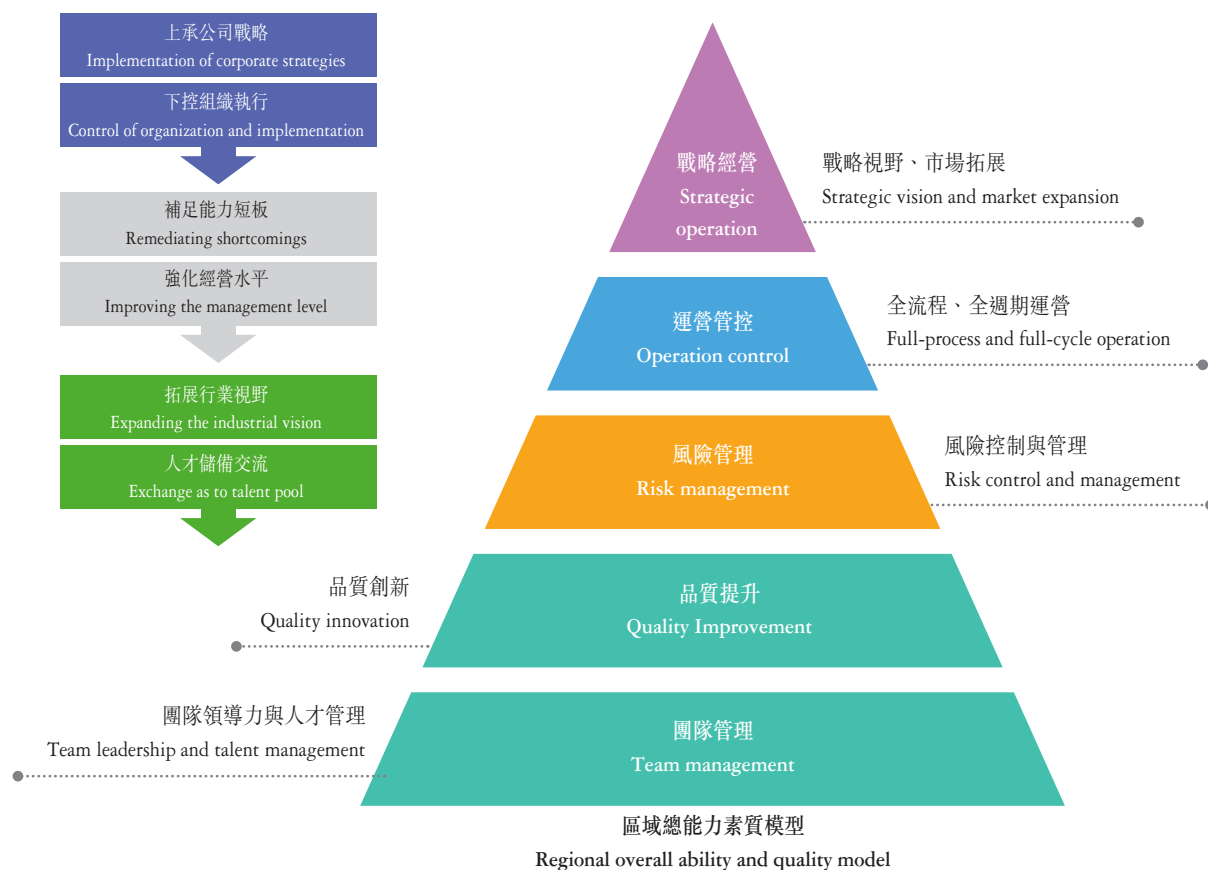 上承公司戰略
Implementation of corporate strategies
下控組織執行
Control of organization and implementation
補足能力短板
Remediating shortcomings
強化經營水平
Improving the management level
拓展行業視野
Expanding the industrial vision
人才儲備交流
Exchange as to talent pool
戰略經營
Strategic
operation
戰略視野、市場拓展
Strategic vision and market expansion
運營管控
Operation control
全流程、全週期運營
Full-process and full-cycle operation
風險管理
Risk management
風險控制與管理
Risk control and management
品質創新
Quality innovation
品質提升
Quality Improvement
團隊領導力與人才管理
Team leadership and talent management
團隊管理
Team management
區域總能力素質模型
Regional overall ability and quality model